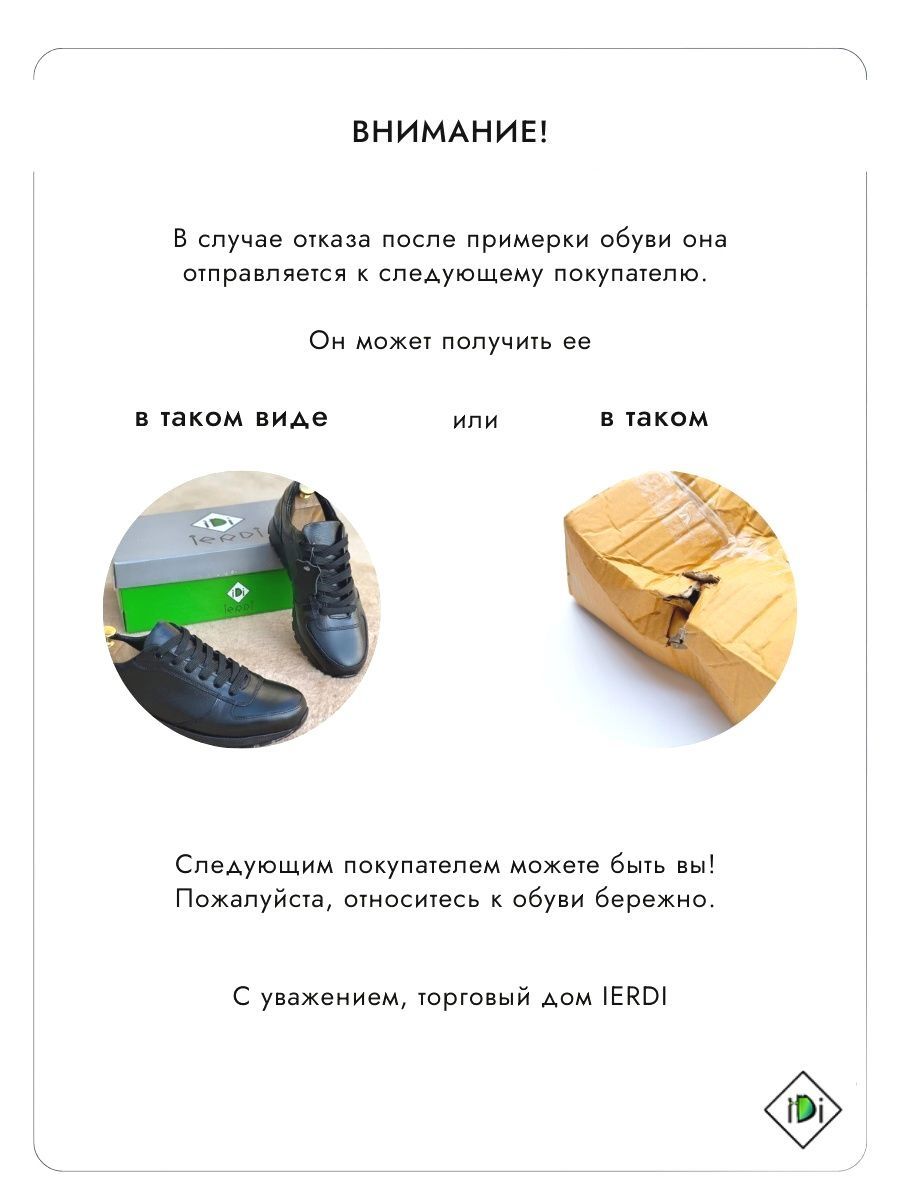 ВНИМАНИЕ!
В случае отказа после примерки обуви она
отправляется к следующему покупателю.
Он может получить ее
в таком виде или в таком
iDi
IERDI
iDi
IERDI
Следующим покупателем можете быть вы!
Пожалуйста, относитесь к обуви бережно.
С уважением, торговый дом IERDI
iDi